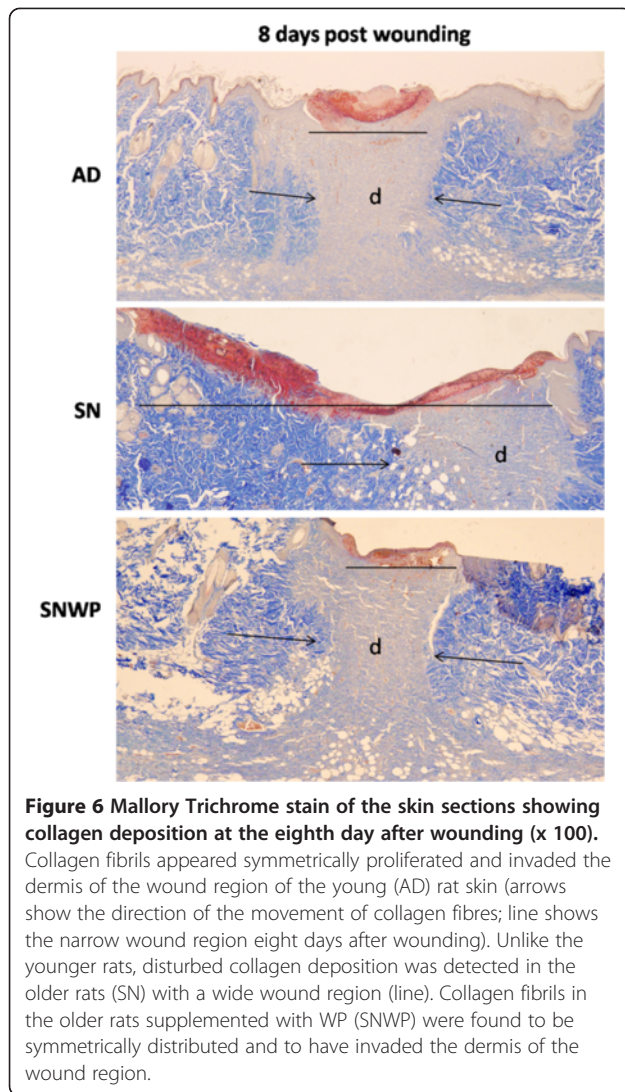 8 days post wounding
AD
d
SN
d
SNWP
d
Figure 6 Mallory Trichrome stain of the skin sections showing
collagen deposition at the eighth day after wounding (x 100).
Collagen fibrils appeared symmetrically proliferated and invaded the
dermis of the wound region of the young (AD) rat skin (arrows
show the direction of the movement of collagen fibres; line shows
the narrow wound region eight days after wounding). Unlike the
younger rats, disturbed collagen deposition was detected in the
older rats (SN) with a wide wound region (line). Collagen fibrils in
the older rats supplemented with WP (SNWP) were found to be
symmetrically distributed and to have invaded the dermis of the
wound region.